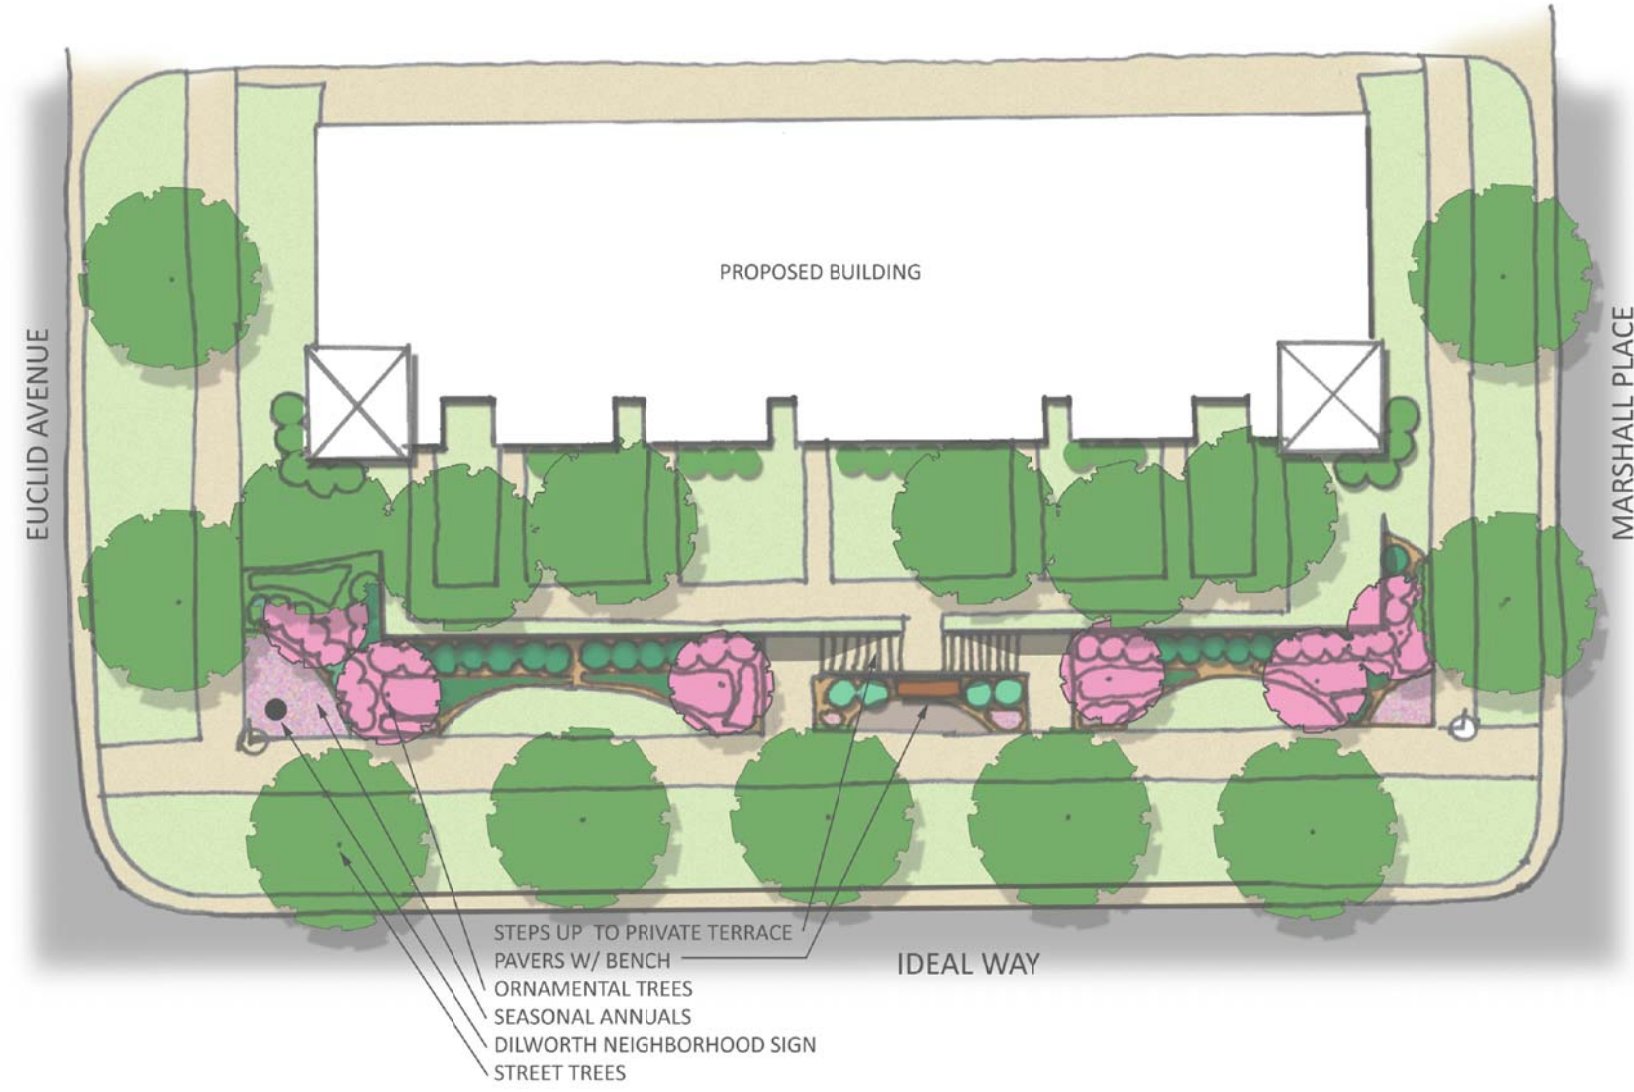 PROPOSED BUILDING
EUCLID AVENUE
MARSHALL PLACE
STEPS UP TO PRIVATE TERRACE
PAVERS W/ BENCH
IDEAL WAY
ORNAMENTAL TREES
SEASONAL ANNUALS
DILWORTH NEIGHBORHOOD SIGN
STREET TREES